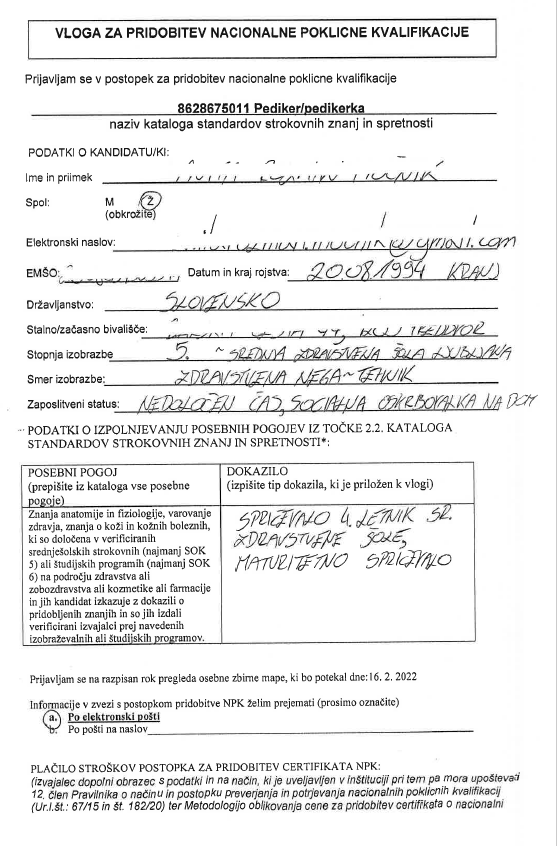 VLOGA ZA PRIDOBITEV NACIONALNE POKLICNE KVALIFIKACIJE
Prijavljam se v postopek za pridobitev nacionalne poklicne kvalifikacije
8628675011 Pediker/pedikerka
naziv kataloga standardov strokovnih znanj in spretnosti
PODATKI O KANDIDATU/KI:
Ime in priimek
Spol: M Ž
(obkrožite)
Elektronski naslov:
EMŠO: Datum in kraj rojstva: 20.08.1994 KRANJ
Državljanstvo: SLOVENSKO
Stalno/začasno bivališče:
Stopnja izobrazbe 5. ~ SREDNJA ZDRAVSTVENA ŠOLA LJUBLJANA
Smer izobrazbe: ZDRAVSTVENA NEGA ~ TEHNIK
Zaposlitveni status: NEDOLOČEN ČAS, SOCIALNA OSKRBOVALKA NA DOM
PODATKI O IZPOLNJEVANJU POSEBNIH POGOJEV IZ TOČKE 2.2. KATALOGA
STANDARDOV STROKOVNIH ZNANJ IN SPRETNOSTI*:
POSEBNI POGOJ
(prepišite iz kataloga vse posebne
pogoje)
DOKAZILO
(izpišite tip dokazila, ki je priložen k vlogi)
Znanja anatomije in fiziologije, varovanje
zdravja, znanja o koži in kožnih boleznih,
ki so določena v verificiranih
srednješolskih strokovnih (najmanj SOK
5) ali študijskih programih (najmanj SOK
6) na področju zdravstva ali
zobozdravstva ali kozmetike ali farmacije
in jih kandidat izkazuje z dokazili o
pridobljenih znanjih in so jih izdali
verificirani izvajalci prej navedenih
izobraževalnih ali študijskih programov.
SPRIČEVALO 4. LETNIK SR.
ZDRAVSTVENE ŠOLE,
MATURITETNO SPRIČEVALO
Prijavljam se na razpisan rok pregleda osebne zbirne mape, ki bo potekal dne:16. 2. 2022
Informacije v zvezi s postopkom pridobitve NPK želim prejemati (prosimo označite)
a. Po elektronski pošti
b. Po pošti na naslov
PLAČILO STROŠKOV POSTOPKA ZA PRIDOBITEV CERTIFIKATA NPK:
(izvajalec dopolni obrazec s podatki in na način, ki je uveljavljen v inštituciji pri tem pa mora upoštevati
12. člen Pravilnika o načinu in postopku preverjanja in potrjevanja nacionalnih poklicnih kvalifikacij
(Ur.l.št.: 67/15 in št. 182/20) ter Metodologijo oblikovanja cene za pridobitev certifikata o nacionalni